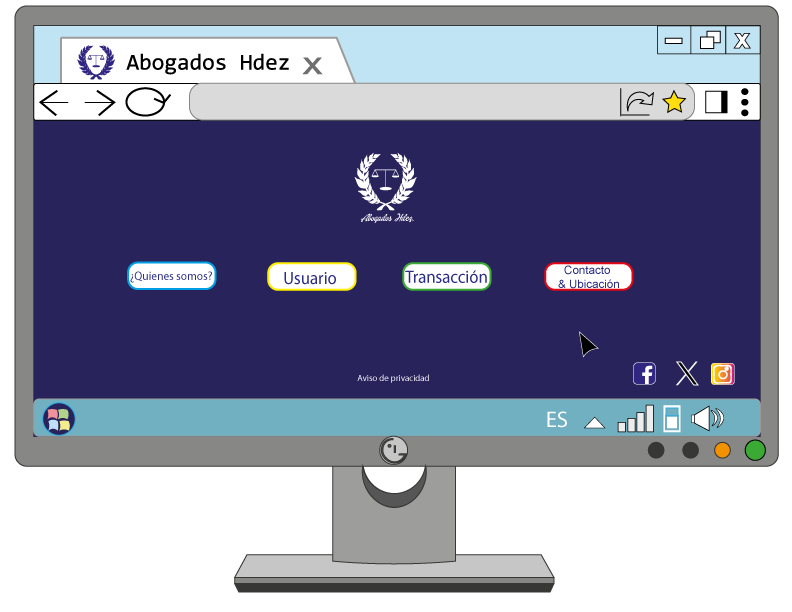 Abogados Hdez X
X
Abogados Hdez.
¿Quienes somos?
Usuario
Transacción
Contacto
& Ubicación
Aviso de privacidad
ES